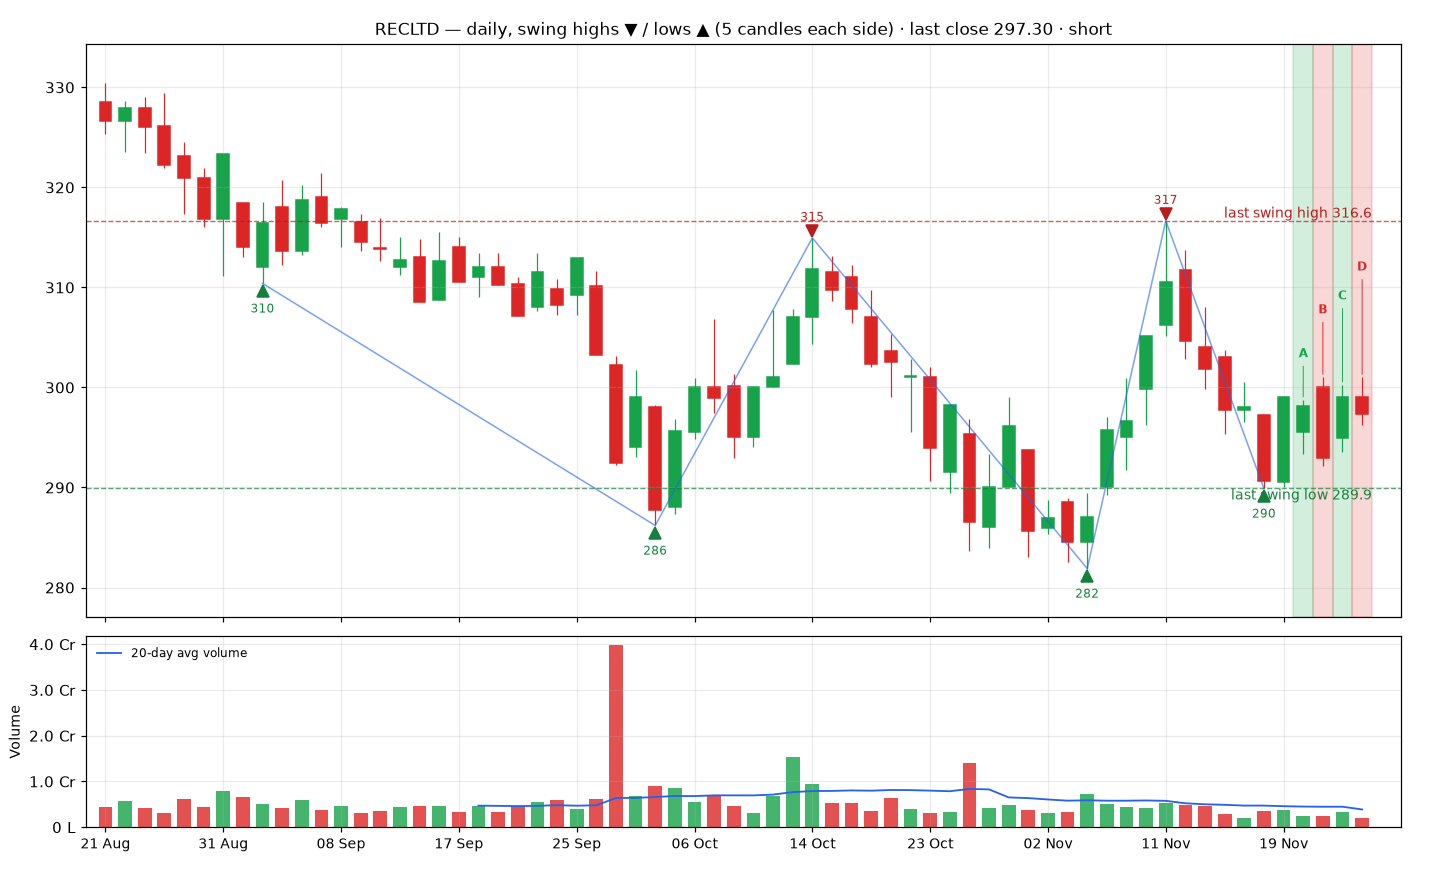 RECLTD — daily, swing highs ▼ / lows ▲ (5 candles each side) · last close 297.30 · short
330
320
310
300
290
280
310
286
315
282
317
290
last swing high 316.6
last swing low 289.9
A
B
C
D
4.0 Cr
3.0 Cr
2.0 Cr
1.0 Cr
0 L
Volume
20-day avg volume
21 Aug
31 Aug
08 Sep
17 Sep
25 Sep
06 Oct
14 Oct
23 Oct
02 Nov
11 Nov
19 Nov